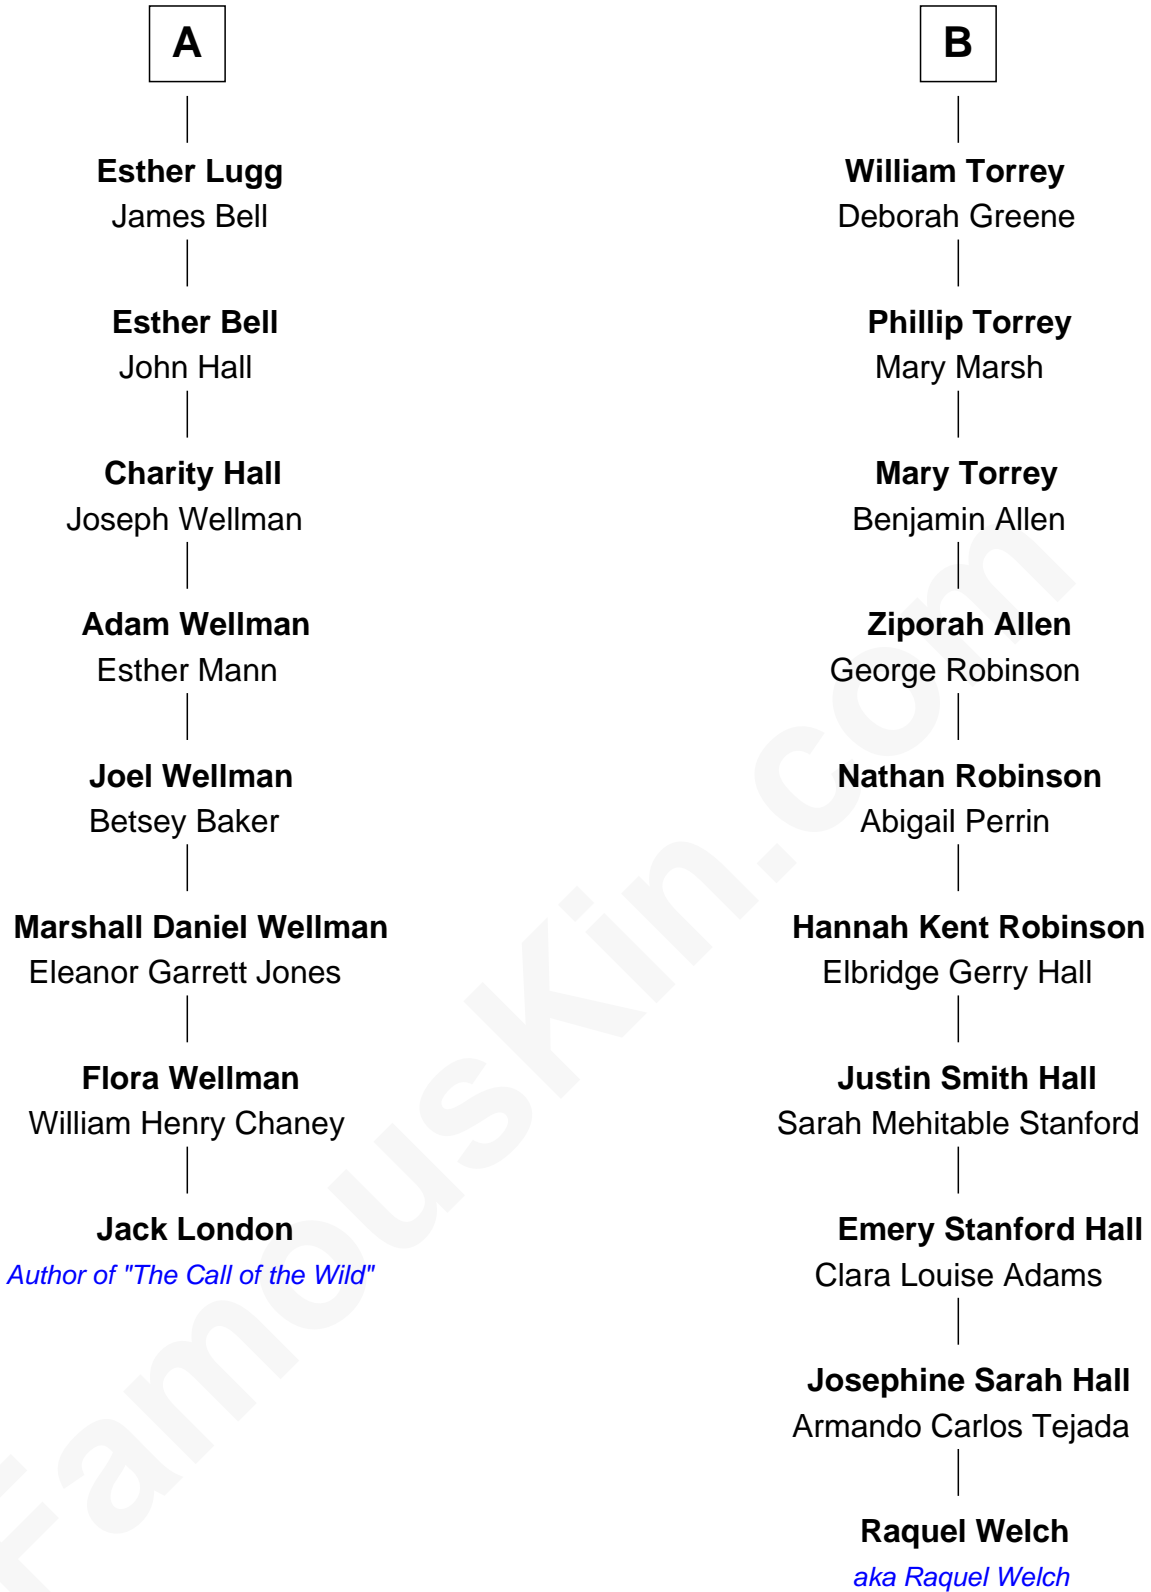 A
Esther Lugg
James Bell
Esther Bell
John Hall
Charity Hall
Joseph Wellman
Adam Wellman
Esther Mann
Joel Wellman
Betsey Baker
Marshall Daniel Wellman
Eleanor Garrett Jones
Flora Wellman
William Henry Chaney
Jack London
Author of "The Call of the Wild"
B
William Torrey
Deborah Greene
Phillip Torrey
Mary Marsh
Mary Torrey
Benjamin Allen
Ziporah Allen
George Robinson
Nathan Robinson
Abigail Perrin
Hannah Kent Robinson
Elbridge Gerry Hall
Justin Smith Hall
Sarah Mehitable Stanford
Emery Stanford Hall
Clara Louise Adams
Josephine Sarah Hall
Armando Carlos Tejada
Raquel Welch
aka Raquel Welch
FamousKin.com